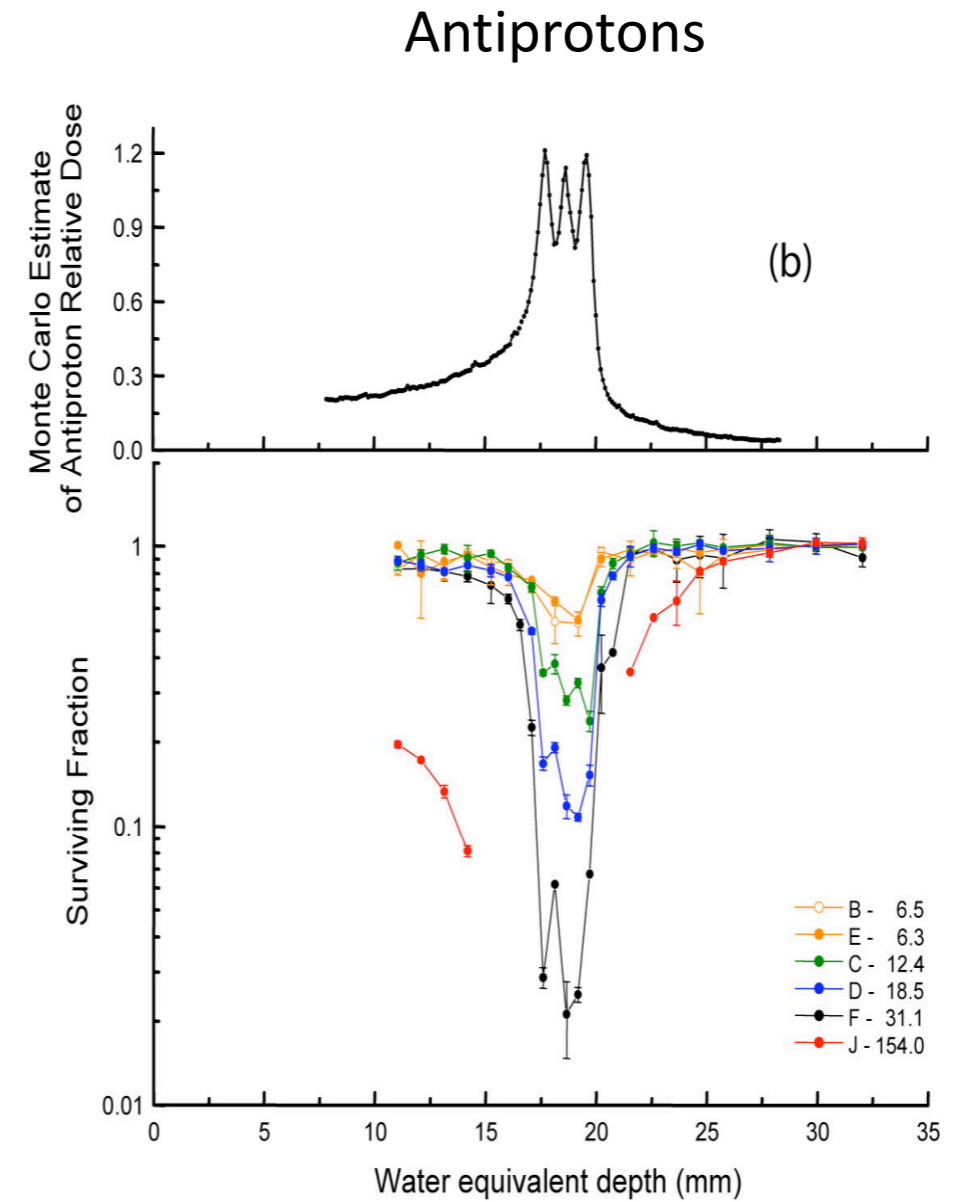 Antiprotons
Monte Carlo Estimate
of Antiproton Relative Dose
1.2
0.9
0.6
0.3
0.0
(b)
Surviving Fraction
1
0.1
0.01
B - 6.5
E - 6.3
C - 12.4
D - 18.5
F - 31.1
J - 154.0
0 5 10 15 20 25 30 35
Water equivalent depth (mm)